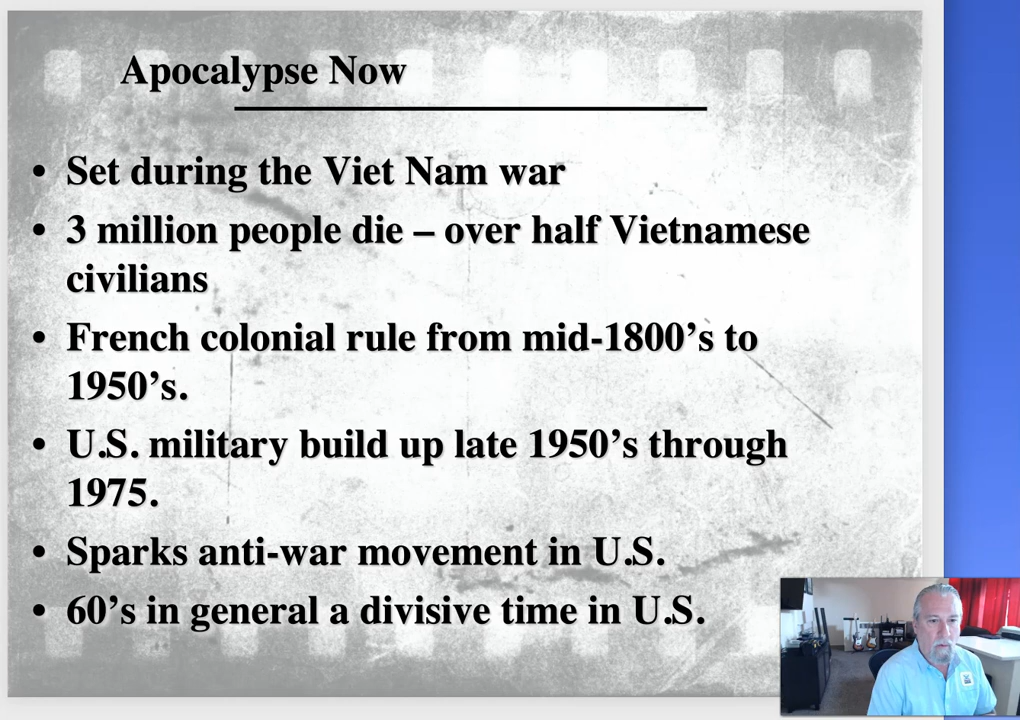 Apocalypse Now
• Set during the Viet Nam war
• 3 million people die – over half Vietnamese
civilians
• French colonial rule from mid-1800’s to
1950’s.
• U.S. military build up late 1950’s through
1975.
• Sparks anti-war movement in U.S.
• 60’s in general a divisive time in U.S.